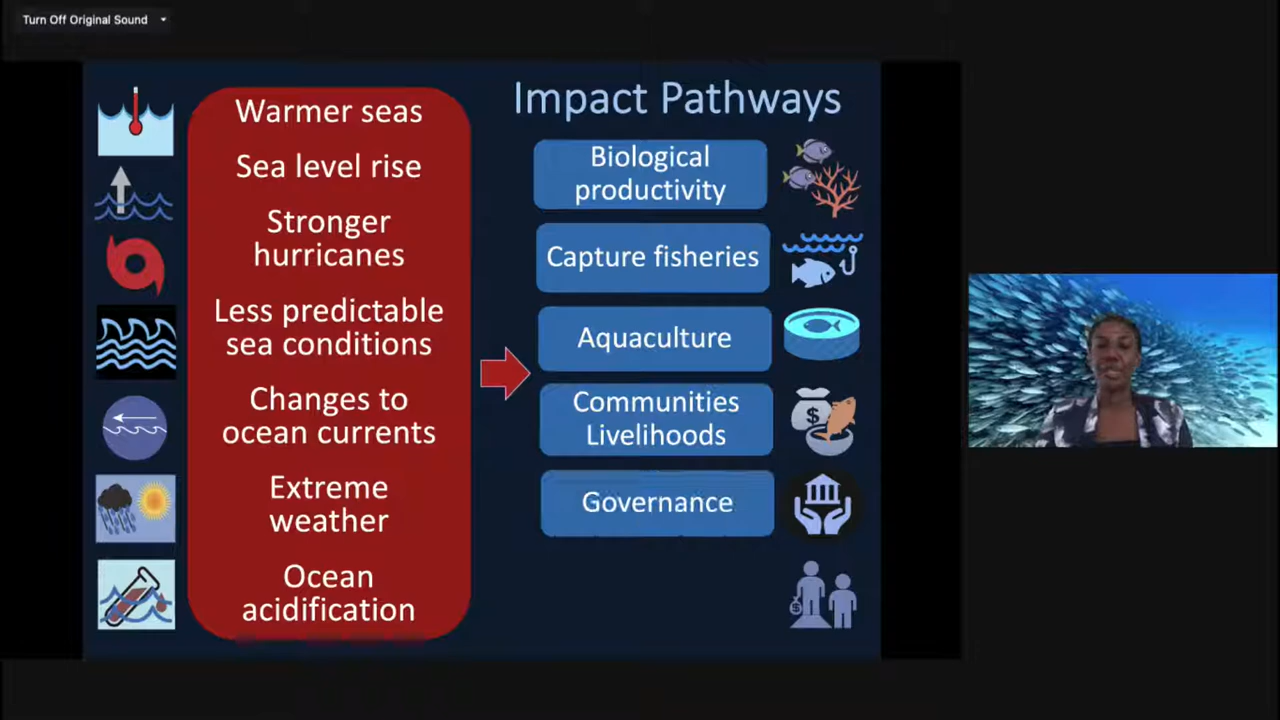 Turn Off Original Sound
Warmer seas
Sea level rise
Stronger
hurricanes
Less predictable
sea conditions
Changes to
ocean currents
Extreme
weather
Ocean
acidification
Impact Pathways
Biological
productivity
Capture fisheries
Aquaculture
$
Communities
Livelihoods
Governance
$